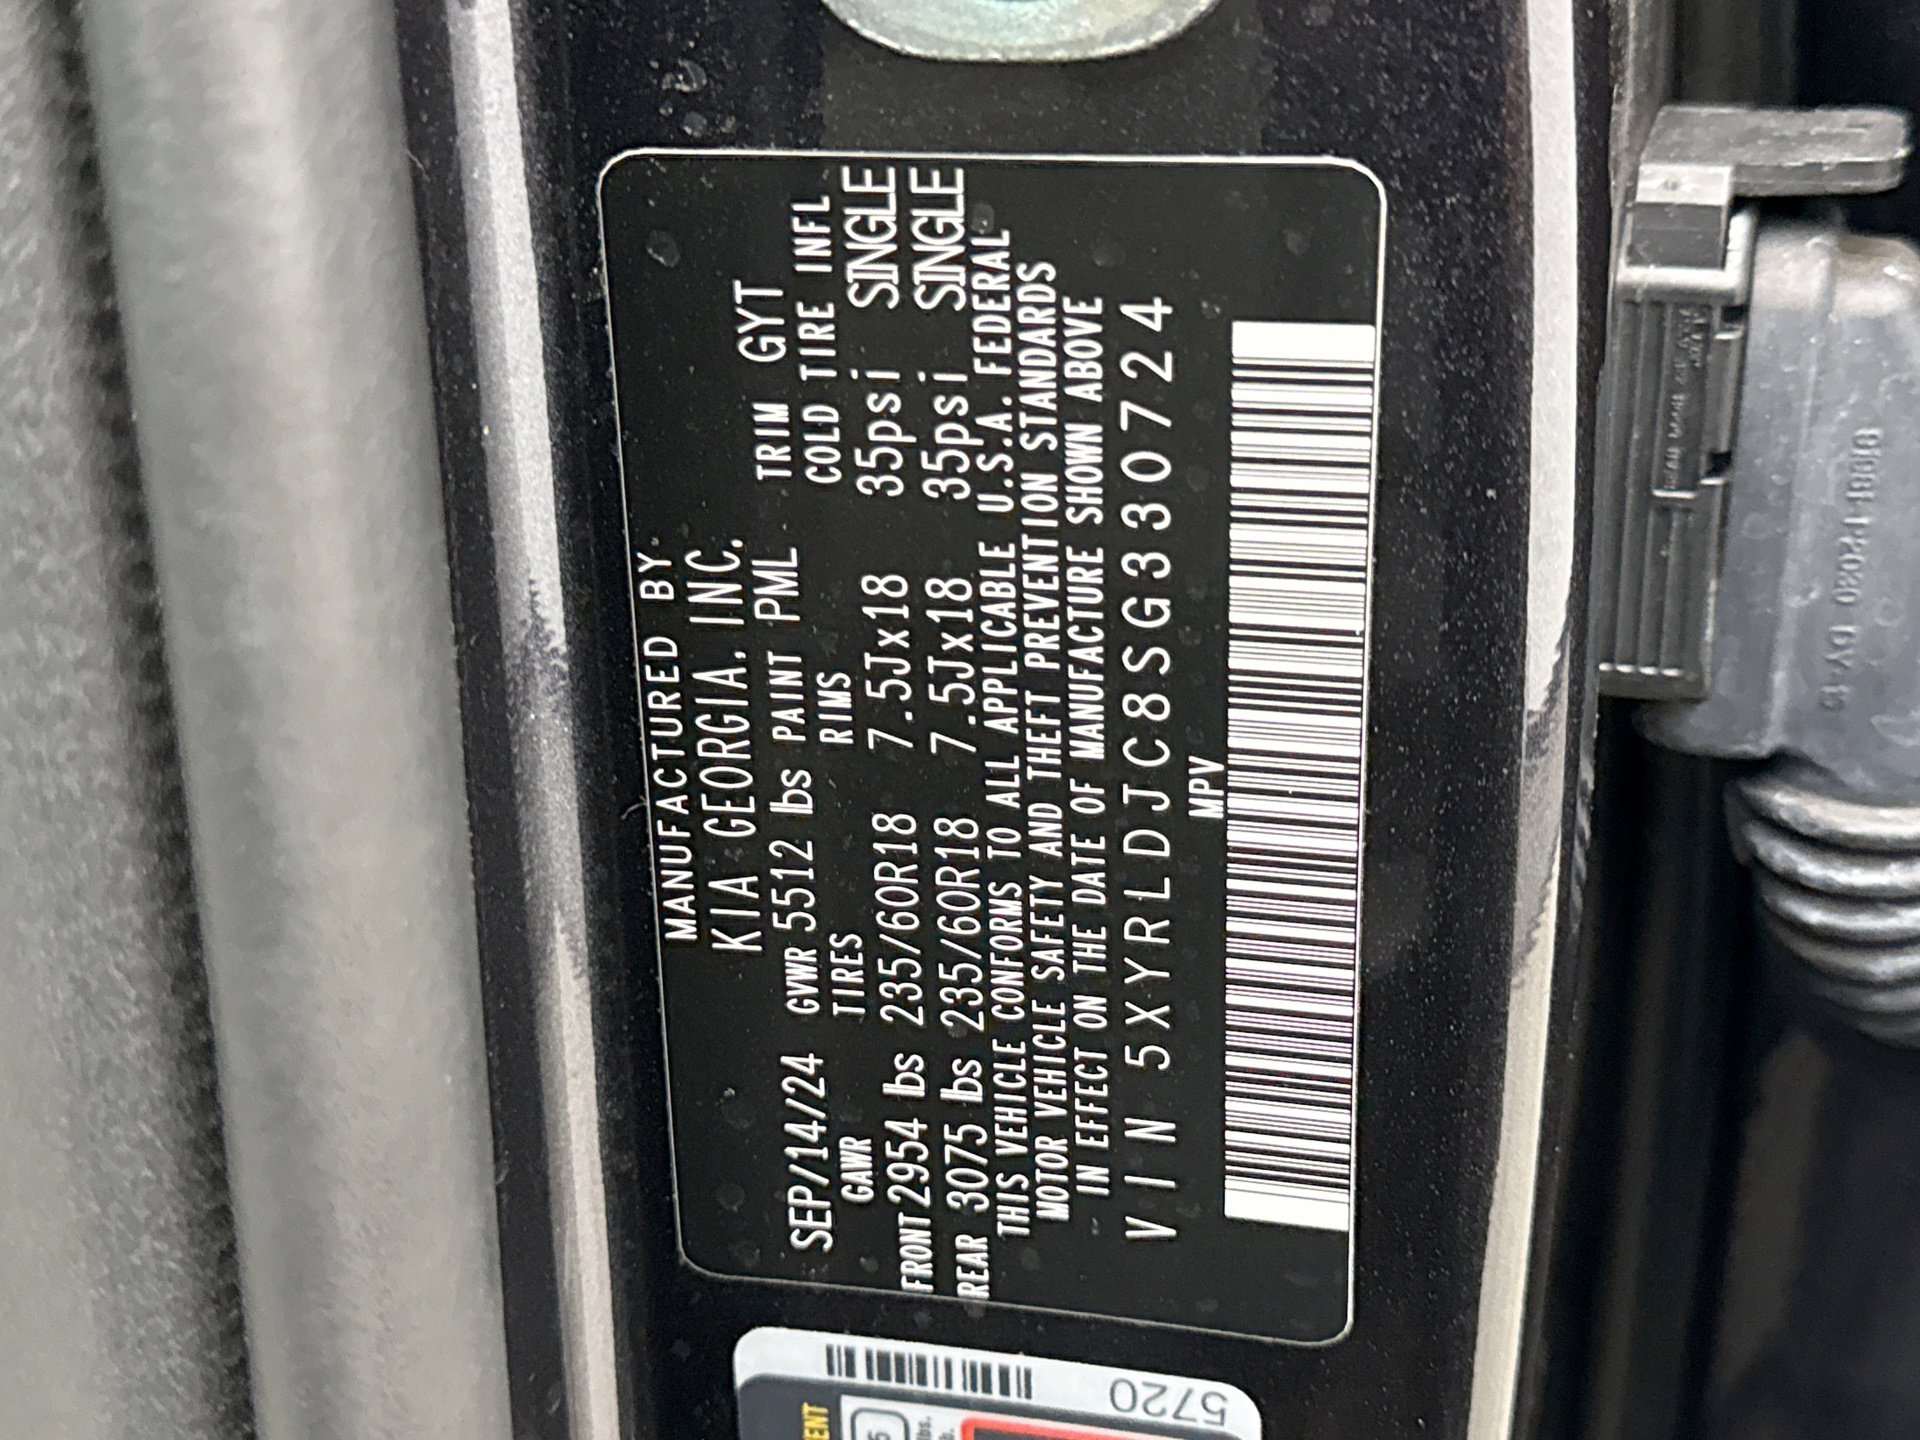 MANUFACTURED BY
KIA GEORGIA, INC.
SEP/14/24 GVWR 5512 lbs PAINT PML TRIM GYT
GAWR TIRES RIMS COLD TIRE INFL
FRONT 2954 lbs 235/60R18 7.5Jx18 35psi SINGLE
REAR 3075 lbs 235/60R18 7.5Jx18 35psi SINGLE
THIS VEHICLE CONFORMS TO ALL APPLICABLE U.S.A. FEDERAL
MOTOR VEHICLE SAFETY AND THEFT PREVENTION STANDARDS
IN EFFECT ON THE DATE OF MANUFACTURE SHOWN ABOVE
VIN 5XYRLDJC8SG330724
MPV
5720